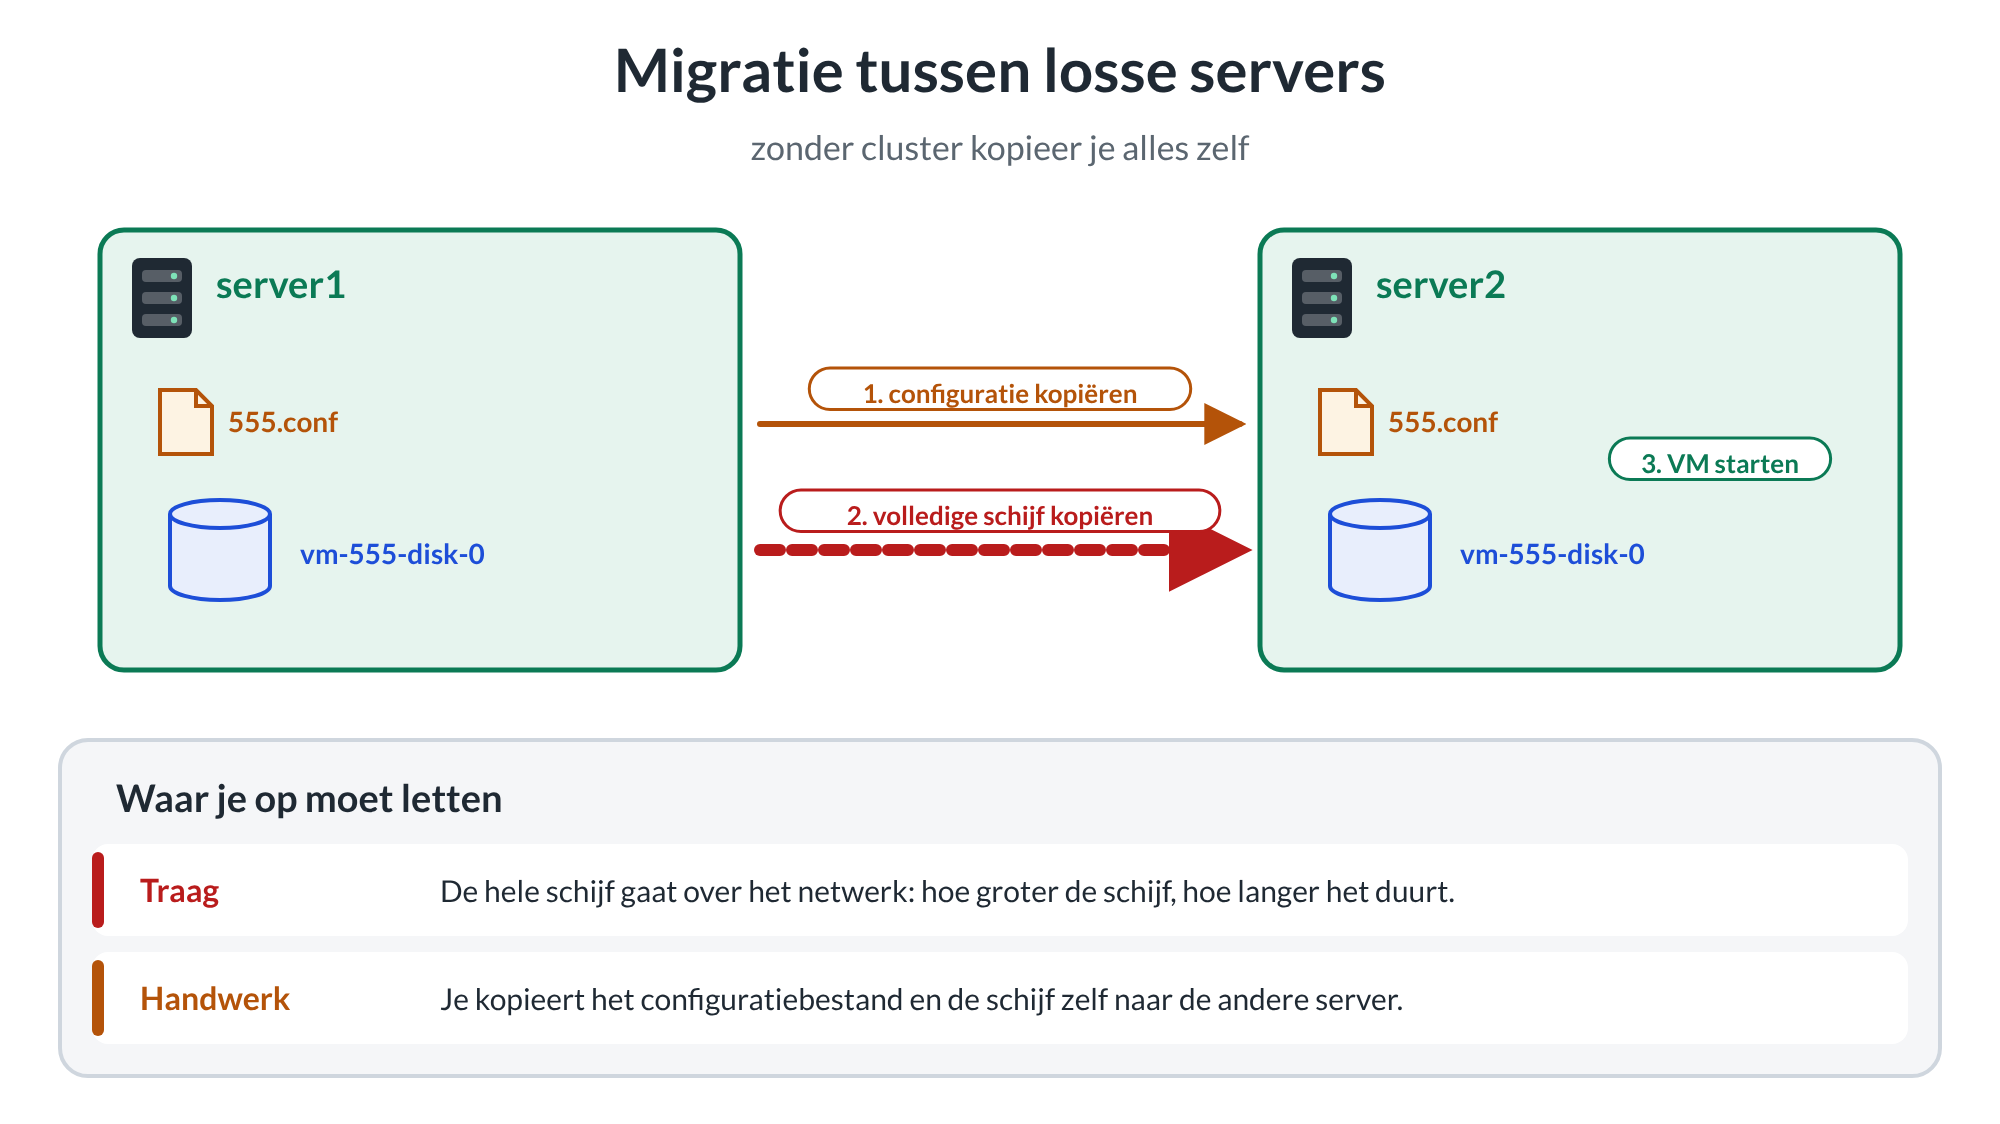 Migratie tussen losse servers
zonder cluster kopieer je alles zelf
server1
555.conf
vm-555-disk-0
1. configuratie kopiëren
2. volledige schijf kopiëren
server2
555.conf
3. VM starten
vm-555-disk-0
Waar je op moet letten
Traag
De hele schijf gaat over het netwerk: hoe groter de schijf, hoe langer het duurt.
Handwerk
Je kopieert het configuratiebestand en de schijf zelf naar de andere server.